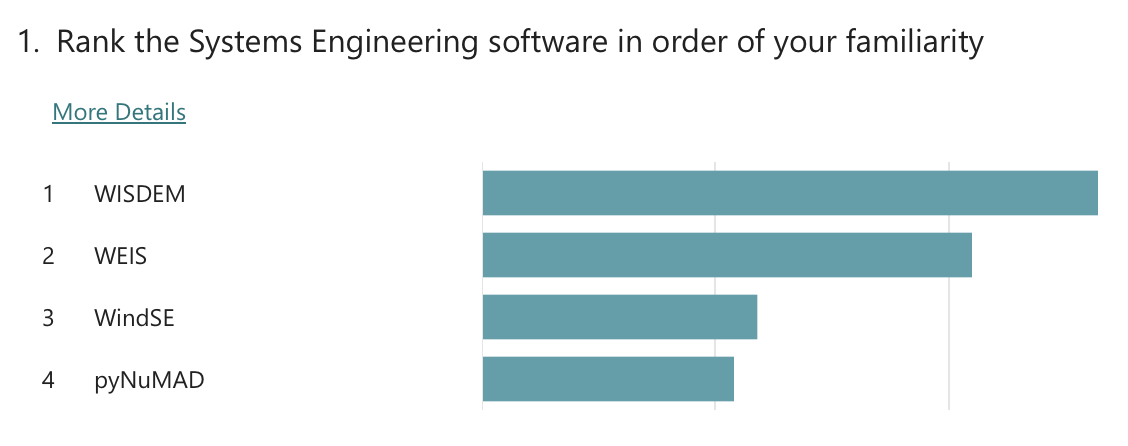 1. Rank the Systems Engineering software in order of your familiarity
More Details
1 WISDEM
2 WEIS
3 WindSE
4 pyNuMAD